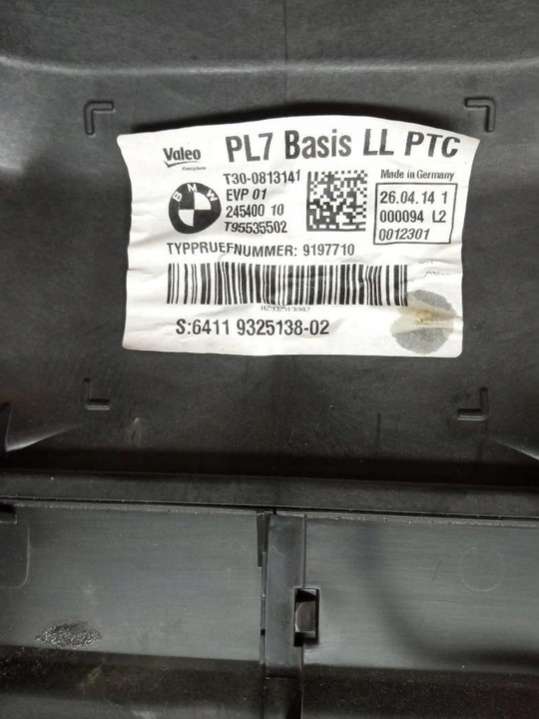 Valeo PL7 Basis LL PTC
T30-0813141 Made in Germany
BMW EVP 01 26.04.14 1
245400 10 000094 L2
T95535502 0012301
TYPPRUEFNUMMER: 9197710
S:6411 9325138-02